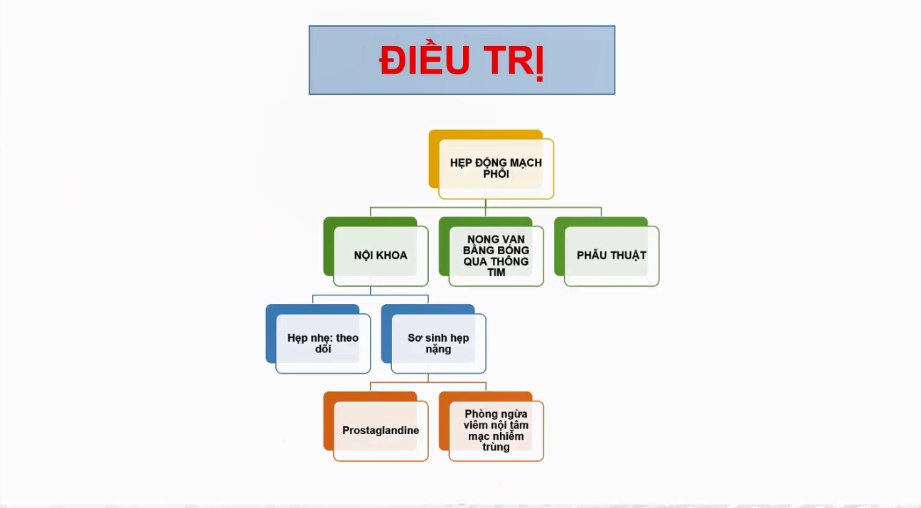 ĐIỀU TRỊ
HẸP ĐỘNG MẠCH
PHỔI
NỘI KHOA
NONG VAN
BẰNG BÓNG
QUA THÔNG
TIM
PHẪU THUẬT
Hẹp nhẹ: theo
dõi
Sơ sinh hẹp
nặng
Prostaglandine
Phòng ngừa
viêm nội tâm
mạc nhiễm
trùng